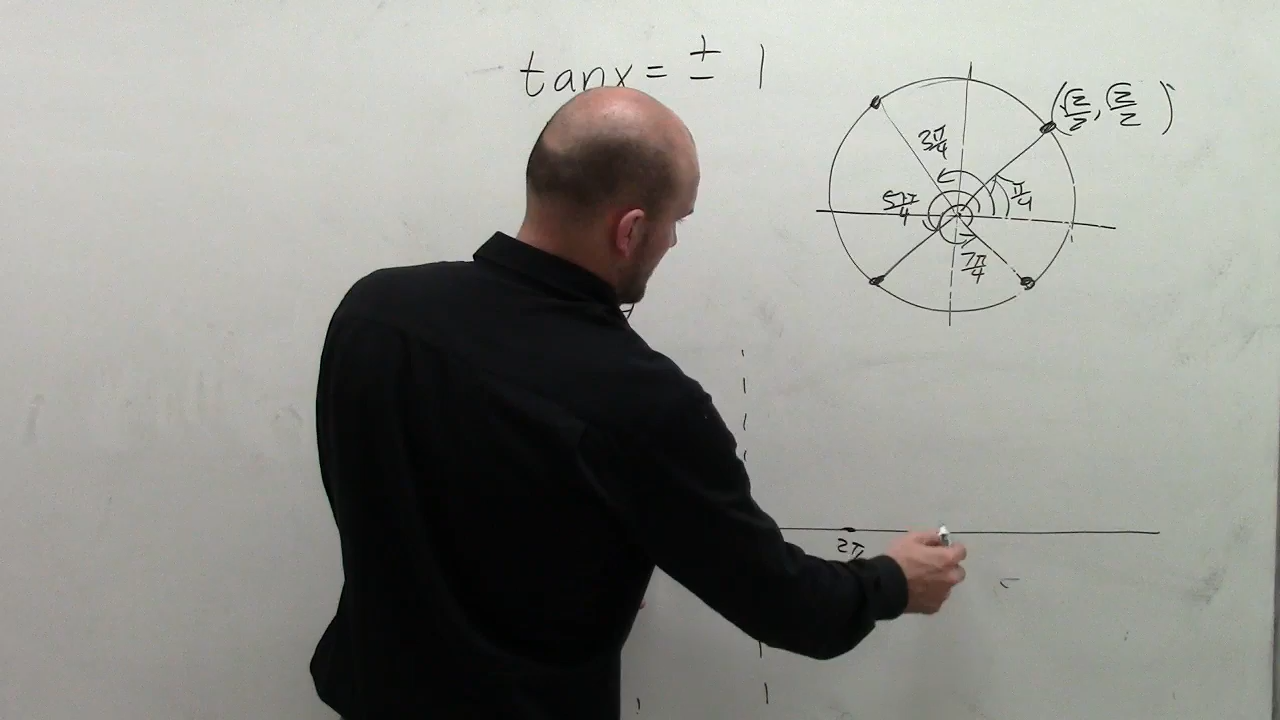 tanx = ± 1
(√2/2, √2/2)
3π/4
π/4
5π/4
7π/4
2π